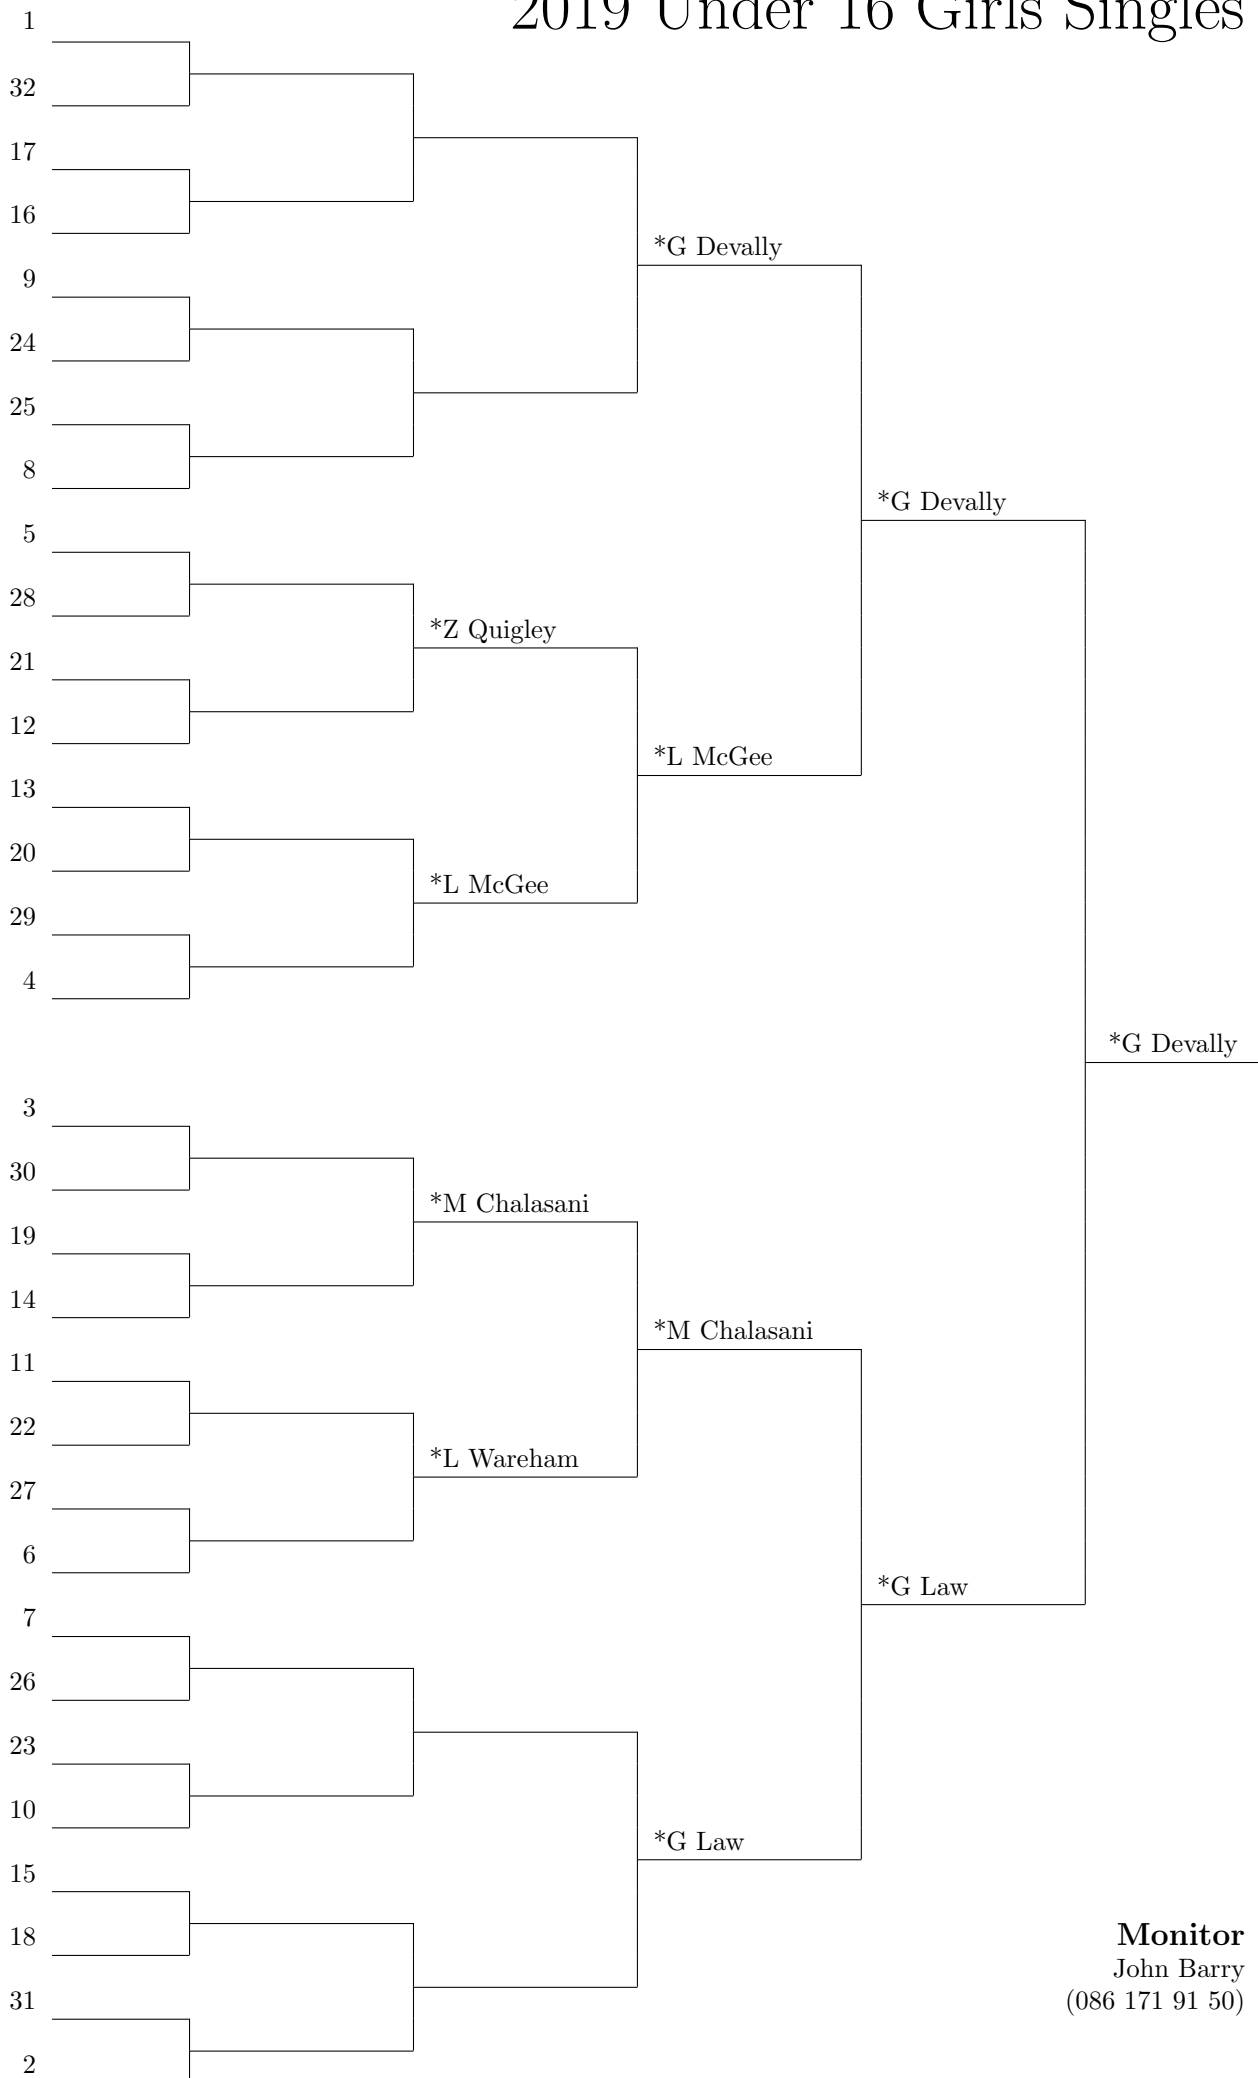 2019 Under 16 Girls Singles
1
32
17
16
9
24
25
8
5
28
21
12
13
20
29
4
3
30
19
14
11
22
27
6
7
26
23
10
15
18
31
2
*Z Quigley
*L McGee
*M Chalasani
*L Wareham
*G Devally
*L McGee
*M Chalasani
*G Law
*G Devally
*G Law
*G Devally
Monitor
John Barry
(086 171 91 50)